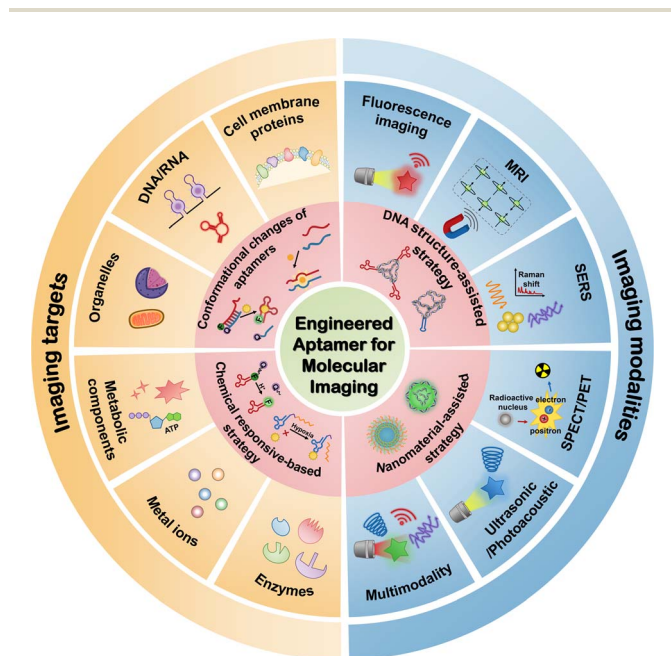 Engineered
Aptamer for
Molecular
Imaging
Conformational changes of
aptamers
DNA structure-assisted
strategy
Nanomaterial-assisted
strategy
Chemical responsive-based
strategy
Hypoxia
F
F
Imaging targets
Cell membrane
proteins
DNA/RNA
Organelles
Metabolic
components
ATP
Metal ions
Enzymes
Imaging modalities
Fluorescence
imaging
MRI
SERS
Raman
shift
SPECT/PET
Radioactive
nucleus
electron
positron
Ultrasonic
/Photoacoustic
Multimodality